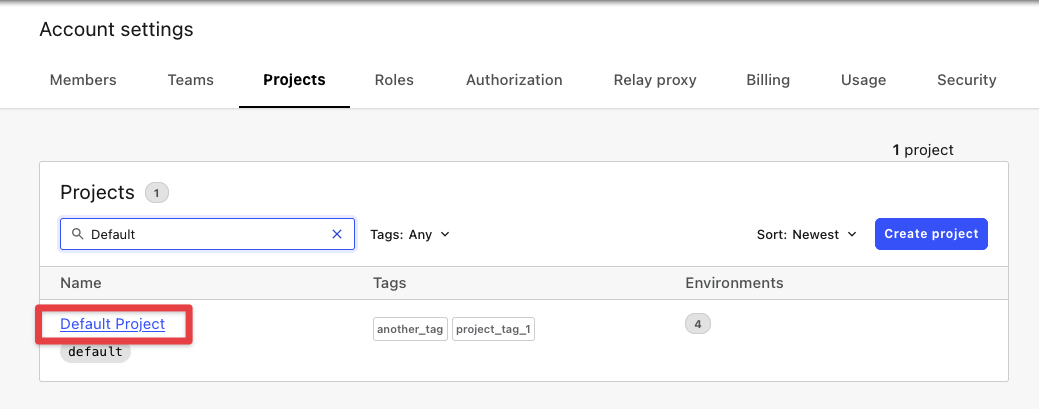 Account settings
Members Teams Projects Roles Authorization Relay proxy Billing Usage Security
1 project
Projects 1
Default Tags: Any Sort: Newest Create project
Name Tags Environments
Default Project another_tag project_tag_1 4
default